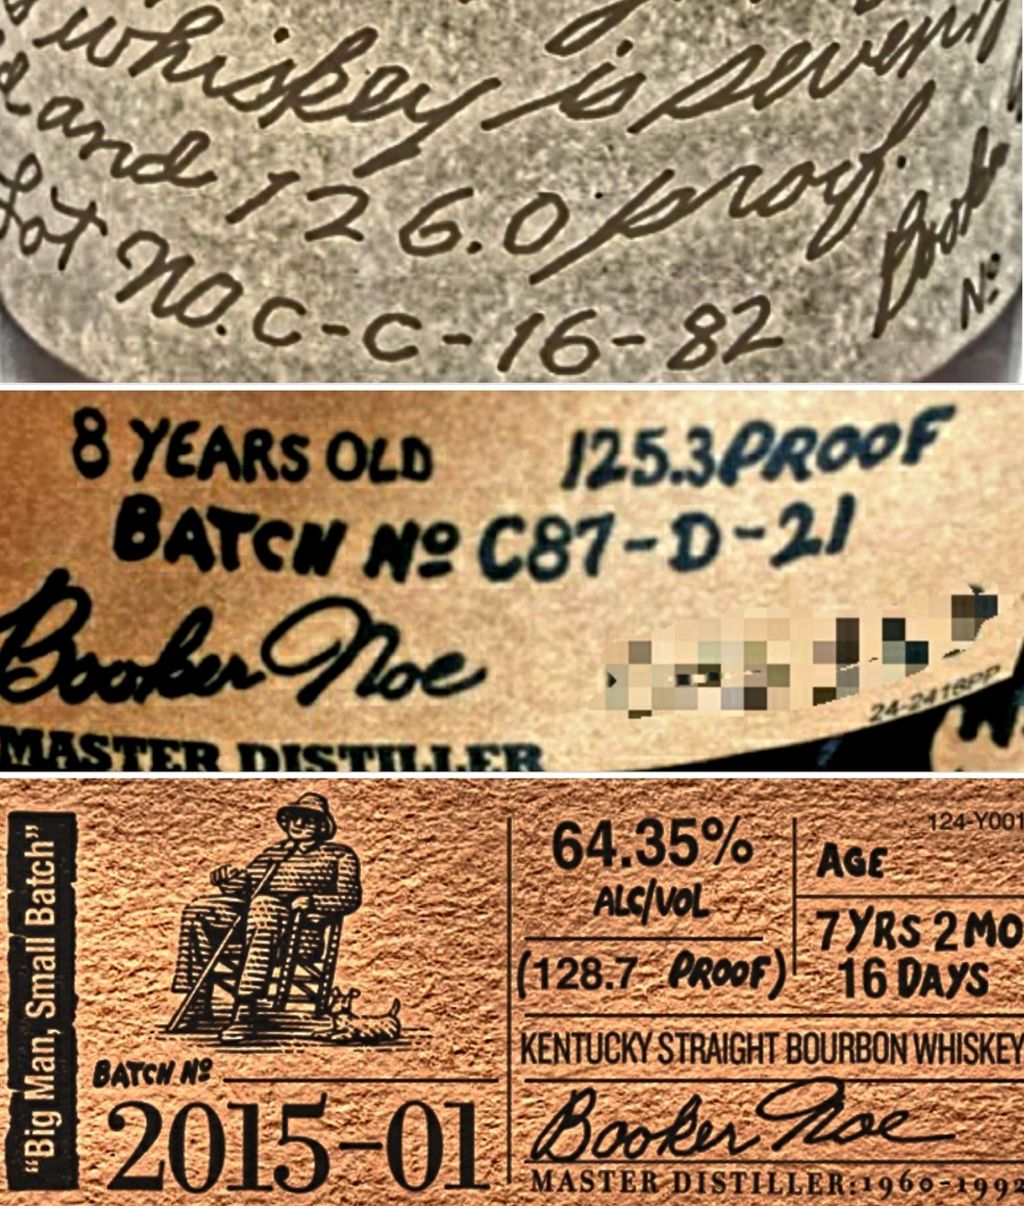 whiskey is seven
and 126.0 proof.
Lot No. C-C-16-82
Booker
No
8 YEARS OLD 125.3 PROOF
BATCH No C87-D-21
Booker Noe
24-2416PP
MASTER DISTILLER
"Big Man, Small Batch"
BATCH No
2015-01
64.35%
ALC/VOL
(128.7 PROOF)
124-Y001
AGE
7 YRS 2 MO
16 DAYS
KENTUCKY STRAIGHT BOURBON WHISKEY
Booker Noe
MASTER DISTILLER:1960-1992